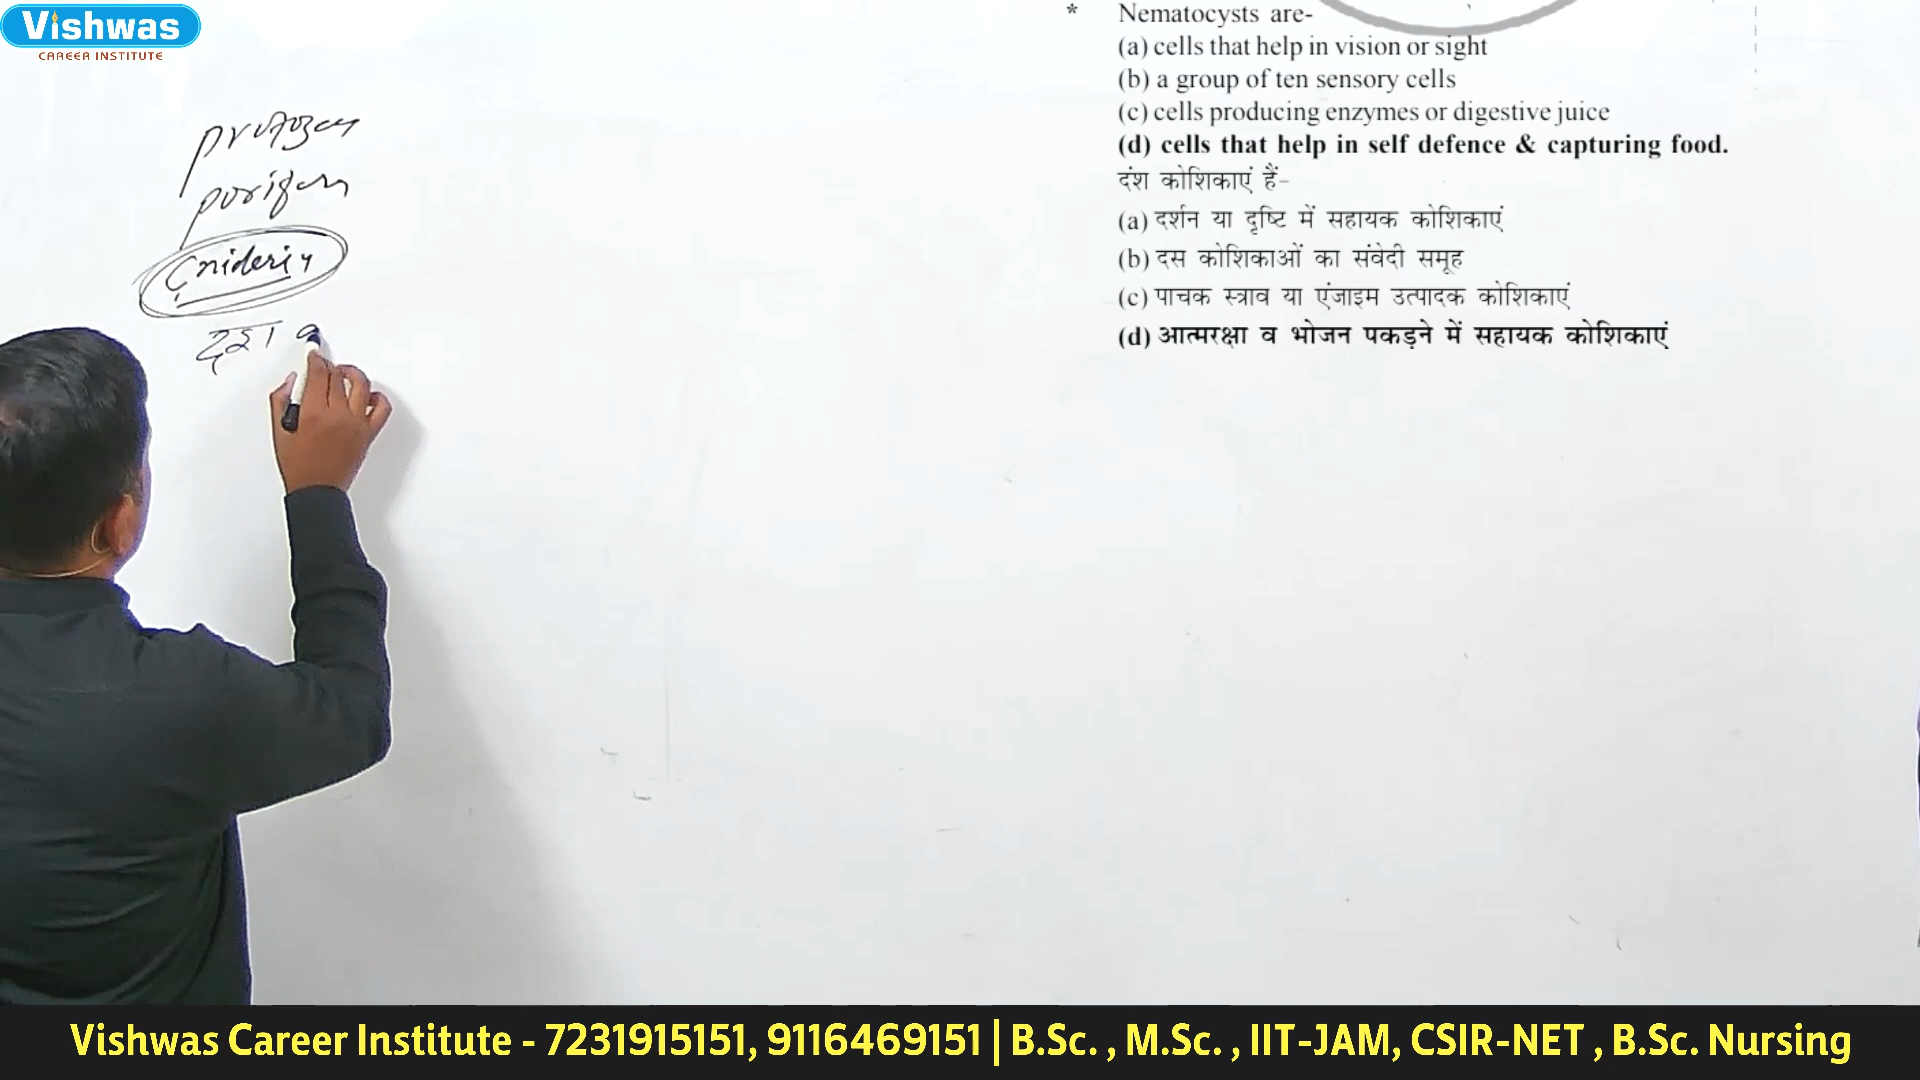 Vishwas
CAREER INSTITUTE
protozoa
porifera
Cnideria
दंश
* Nematocysts are-
(a) cells that help in vision or sight
(b) a group of ten sensory cells
(c) cells producing enzymes or digestive juice
(d) cells that help in self defence & capturing food.
दंश कोशिकाएं हैं-
(a) दर्शन या दृष्टि में सहायक कोशिकाएं
(b) दस कोशिकाओं का संवेदी समूह
(c) पाचक स्त्राव या एंजाइम उत्पादक कोशिकाएं
(d) आत्मरक्षा व भोजन पकड़ने में सहायक कोशिकाएं
Vishwas Career Institute - 7231915151, 9116469151 | B.Sc. , M.Sc. , IIT-JAM, CSIR-NET , B.Sc. Nursing